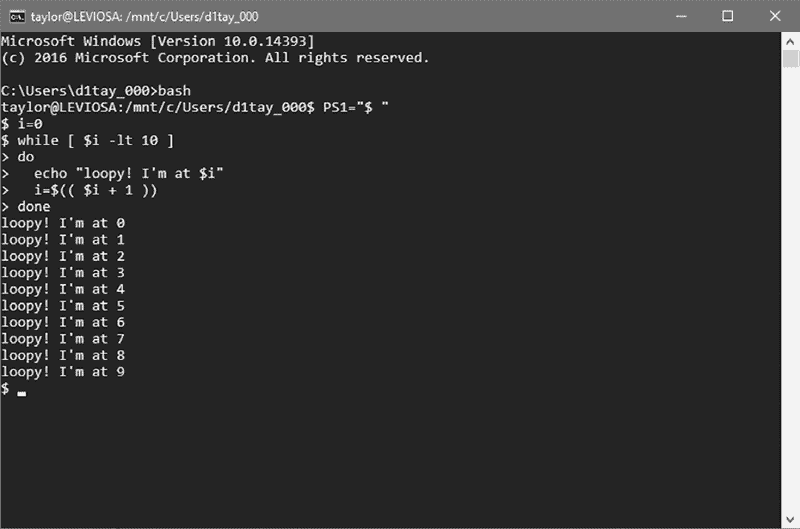 taylor@LEVIOSA: /mnt/c/Users/d1tay_000
Microsoft Windows [Version 10.0.14393]
(c) 2016 Microsoft Corporation. All rights reserved.
C:\Users\d1tay_000>bash
taylor@LEVIOSA:/mnt/c/Users/d1tay_000$ PS1="$ "
$ i=0
$ while [ $i -lt 10 ]
> do
>   echo "loopy! I'm at $i"
>   i=$(( $i + 1 ))
> done
loopy! I'm at 0
loopy! I'm at 1
loopy! I'm at 2
loopy! I'm at 3
loopy! I'm at 4
loopy! I'm at 5
loopy! I'm at 6
loopy! I'm at 7
loopy! I'm at 8
loopy! I'm at 9
$